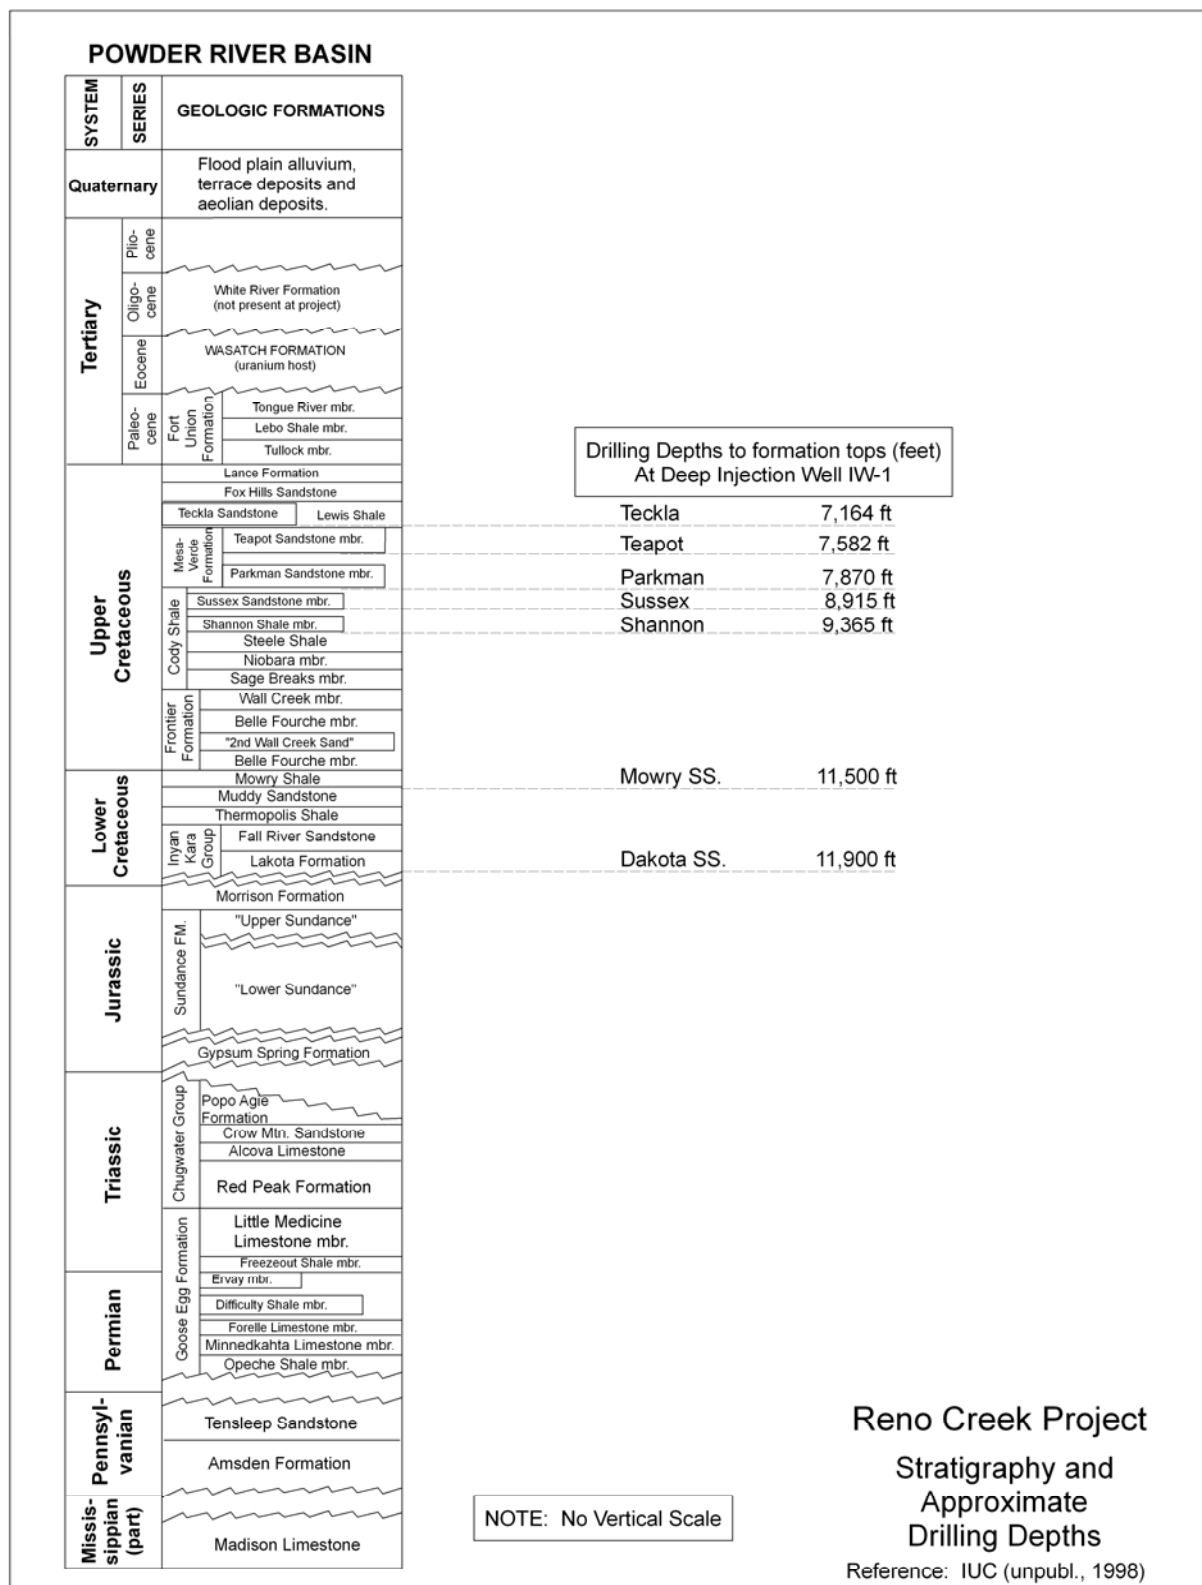 POWDER RIVER BASIN
SYSTEM
SERIES
GEOLOGIC FORMATIONS
Quaternary
Flood plain alluvium,
terrace deposits and
aeolian deposits.
Tertiary
Plio-
cene
Oligo-
cene
White River Formation
(not present at project)
Eocene
WASATCH FORMATION
(uranium host)
Paleo-
cene
Fort
Union
Formation
Tongue River mbr.
Lebo Shale mbr.
Tullock mbr.
Upper
Cretaceous
Lance Formation
Fox Hills Sandstone
Teckla Sandstone
Lewis Shale
Mesa-
Verde
Formation
Teapot Sandstone mbr.
Parkman Sandstone mbr.
Cody Shale
Sussex Sandstone mbr.
Shannon Shale mbr.
Steele Shale
Niobara mbr.
Sage Breaks mbr.
Frontier
Formation
Wall Creek mbr.
Belle Fourche mbr.
"2nd Wall Creek Sand"
Belle Fourche mbr.
Lower
Cretaceous
Mowry Shale
Muddy Sandstone
Thermopolis Shale
Inyan
Kara
Group
Fall River Sandstone
Lakota Formation
Jurassic
Morrison Formation
Sundance FM.
"Upper Sundance"
"Lower Sundance"
Gypsum Spring Formation
Triassic
Chugwater Group
Popo Agie
Formation
Crow Mtn. Sandstone
Alcova Limestone
Red Peak Formation
Goose Egg Formation
Little Medicine
Limestone mbr.
Freezeout Shale mbr.
Permian
Ervay mbr.
Difficulty Shale mbr.
Forelle Limestone mbr.
Minnedkahta Limestone mbr.
Opeche Shale mbr.
Pennsyl-
vanian
Tensleep Sandstone
Amsden Formation
Missis-
sippian
(part)
Madison Limestone
Drilling Depths to formation tops (feet)
At Deep Injection Well IW-1
Teckla 7,164 ft
Teapot 7,582 ft
Parkman 7,870 ft
Sussex 8,915 ft
Shannon 9,365 ft
Mowry SS. 11,500 ft
Dakota SS. 11,900 ft
NOTE: No Vertical Scale
Reno Creek Project
Stratigraphy and
Approximate
Drilling Depths
Reference: IUC (unpubl., 1998)